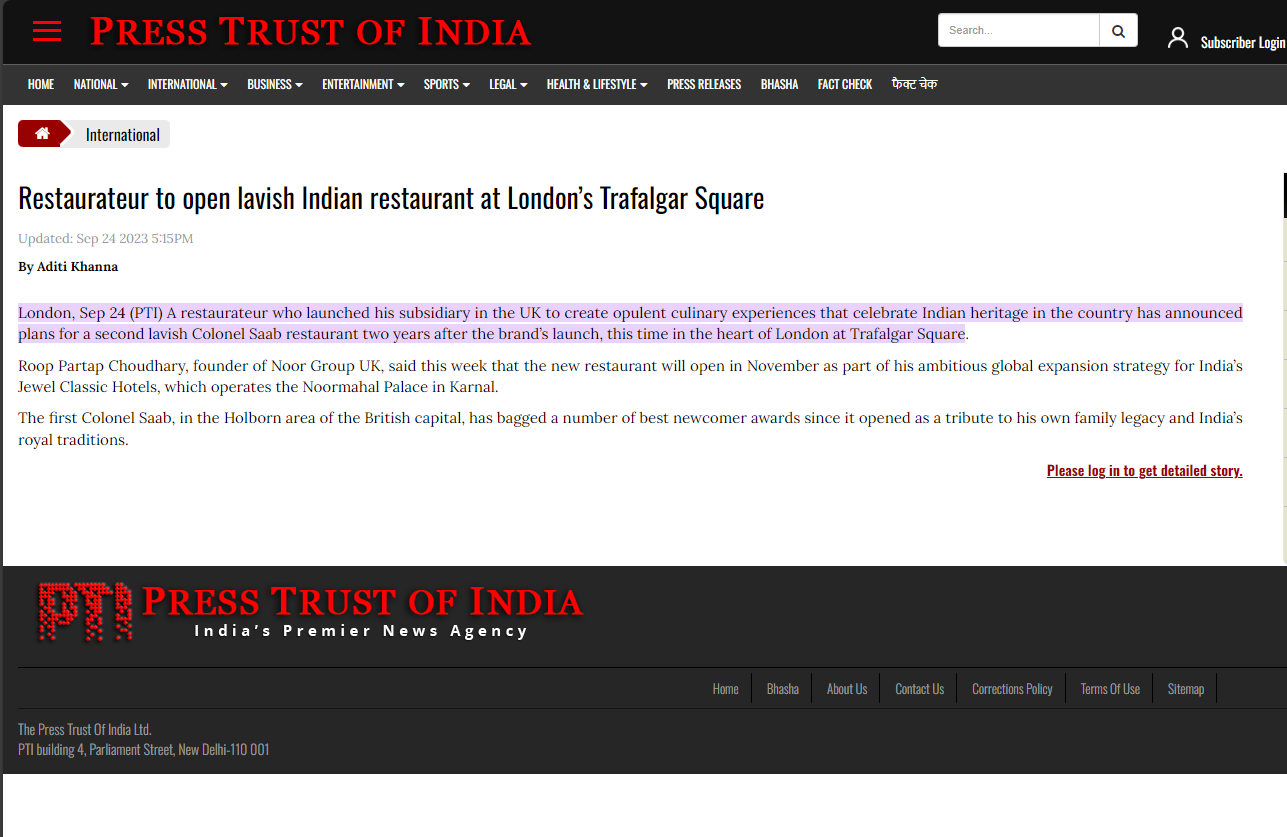 PRESS TRUST OF INDIA
Search...
Subscriber Login
HOME NATIONAL INTERNATIONAL BUSINESS ENTERTAINMENT SPORTS LEGAL HEALTH & LIFESTYLE PRESS RELEASES BHASHA FACT CHECK फैक्ट चेक
International
Restaurateur to open lavish Indian restaurant at London’s Trafalgar Square
Updated: Sep 24 2023 5:15PM
By Aditi Khanna
London, Sep 24 (PTI) A restaurateur who launched his subsidiary in the UK to create opulent culinary experiences that celebrate Indian heritage in the country has announced
plans for a second lavish Colonel Saab restaurant two years after the brand’s launch, this time in the heart of London at Trafalgar Square.
Roop Partap Choudhary, founder of Noor Group UK, said this week that the new restaurant will open in November as part of his ambitious global expansion strategy for India’s
Jewel Classic Hotels, which operates the Noormahal Palace in Karnal.
The first Colonel Saab, in the Holborn area of the British capital, has bagged a number of best newcomer awards since it opened as a tribute to his own family legacy and India’s
royal traditions.
Please log in to get detailed story.
PTI PRESS TRUST OF INDIA
India’s Premier News Agency
Home Bhasha About Us Contact Us Corrections Policy Terms Of Use Sitemap
The Press Trust Of India Ltd.
PTI building 4, Parliament Street, New Delhi-110 001